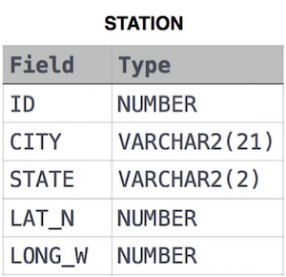 STATION
Field Type
ID NUMBER
CITY VARCHAR2(21)
STATE VARCHAR2(2)
LAT_N NUMBER
LONG_W NUMBER